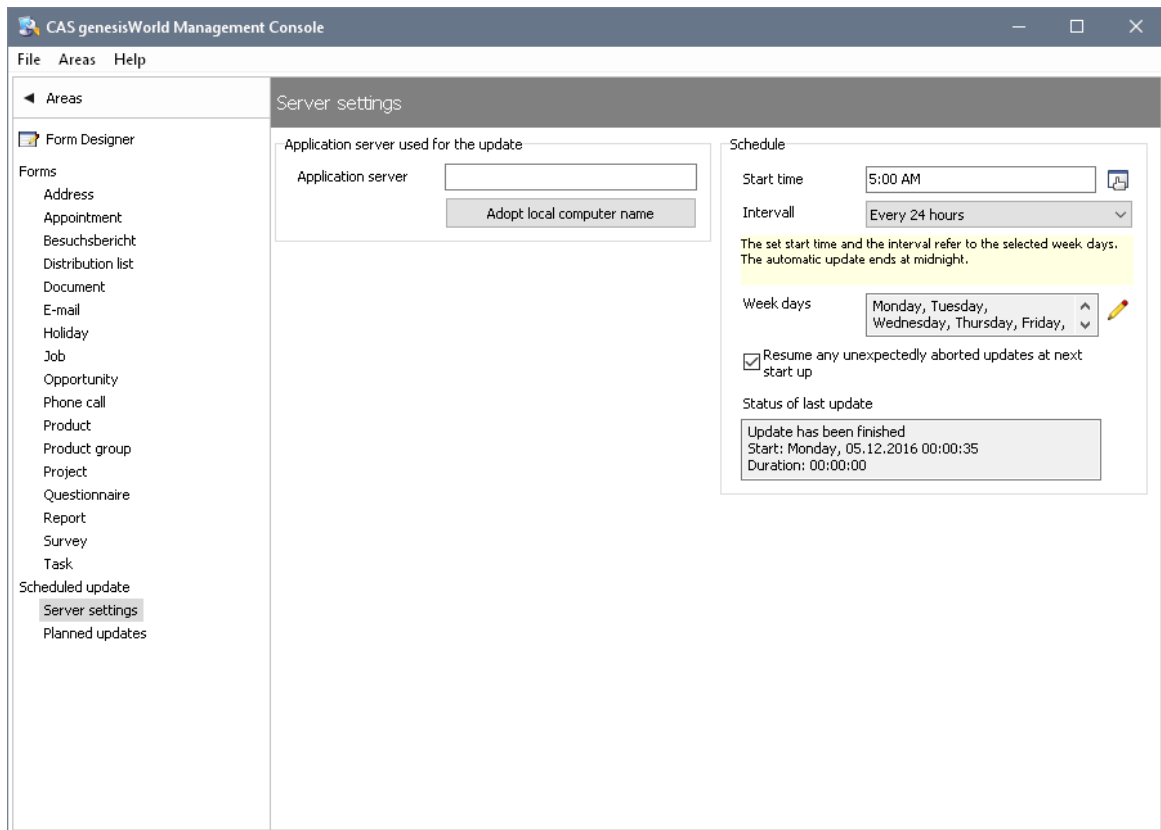 CAS genesisWorld Management Console
File Areas Help
Areas
Form Designer
Forms
Address
Appointment
Besuchsbericht
Distribution list
Document
E-mail
Holiday
Job
Opportunity
Phone call
Product
Product group
Project
Questionnaire
Report
Survey
Task
Scheduled update
Server settings
Planned updates
Server settings
Application server used for the update
Application server
Adopt local computer name
Schedule
Start time 5:00 AM
Intervall Every 24 hours
The set start time and the interval refer to the selected week days.
The automatic update ends at midnight.
Week days Monday, Tuesday,
Wednesday, Thursday, Friday,
Resume any unexpectedly aborted updates at next
start up
Status of last update
Update has been finished
Start: Monday, 05.12.2016 00:00:35
Duration: 00:00:00